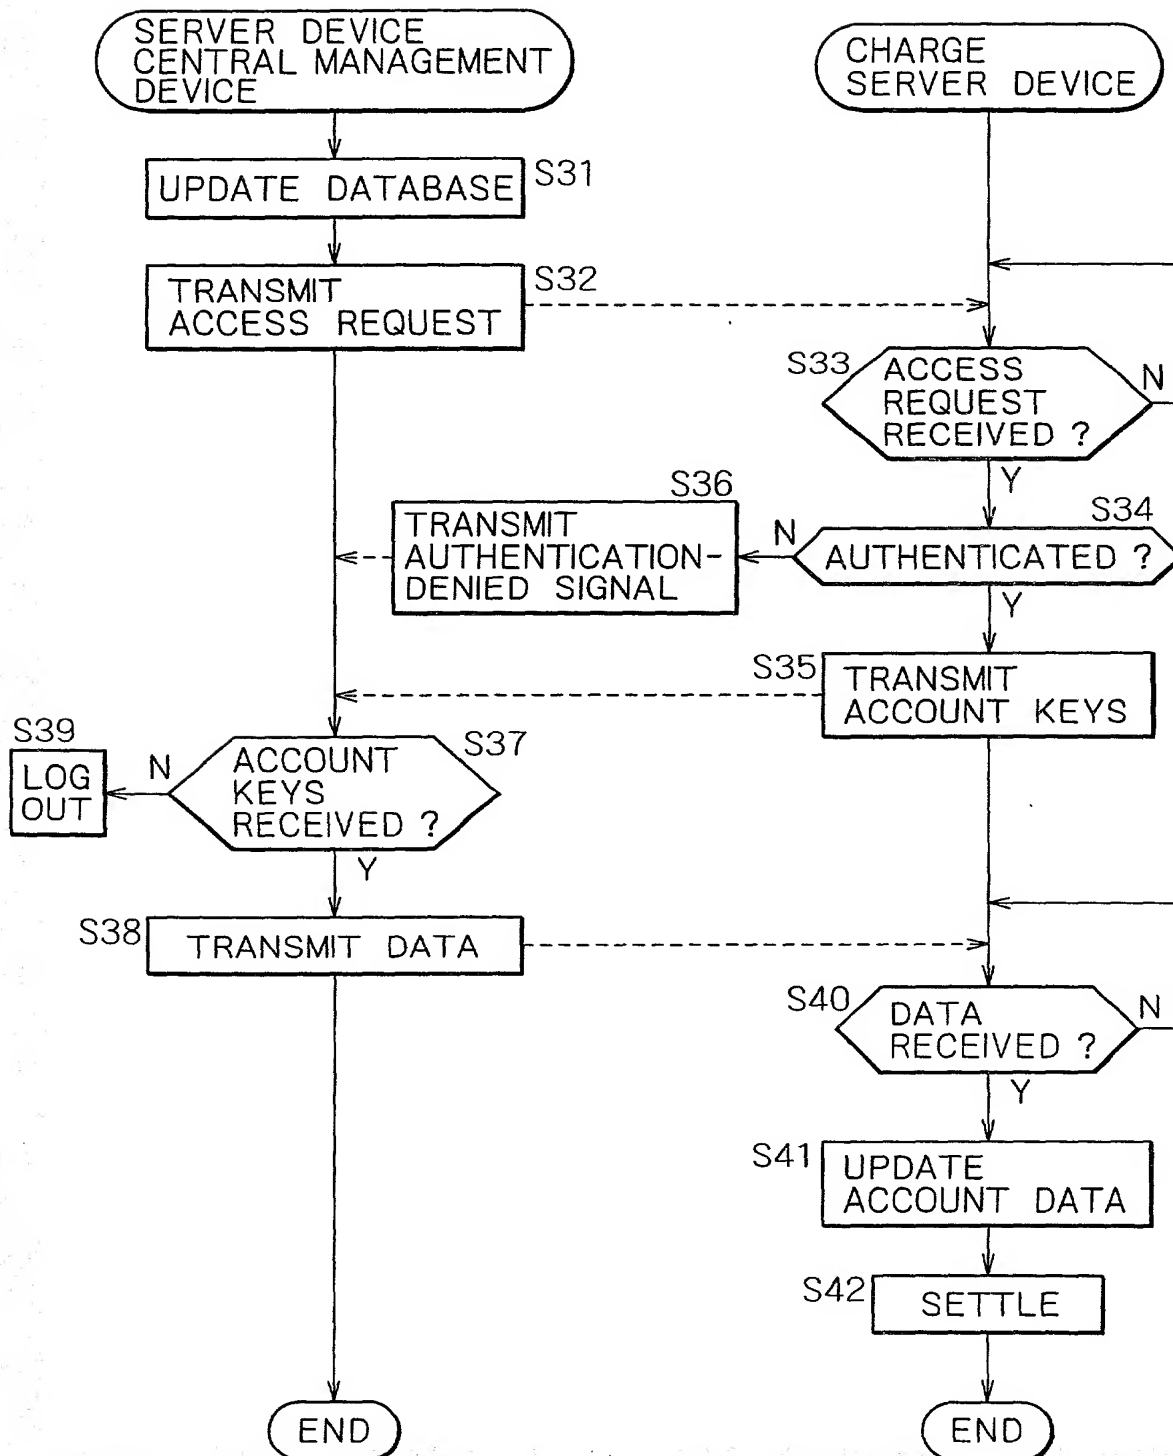 SERVER DEVICE
CENTRAL MANAGEMENT
DEVICE
CHARGE
SERVER DEVICE
UPDATE DATABASE
S31
TRANSMIT
ACCESS REQUEST
S32
S33
ACCESS
REQUEST
RECEIVED ?
N
Y
S36
TRANSMIT
AUTHENTICATION-
DENIED SIGNAL
N
S34
AUTHENTICATED ?
Y
S35
TRANSMIT
ACCOUNT KEYS
S39
LOG
OUT
N
S37
ACCOUNT
KEYS
RECEIVED ?
Y
S38
TRANSMIT DATA
S40
DATA
RECEIVED ?
N
Y
S41
UPDATE
ACCOUNT DATA
S42
SETTLE
END
END